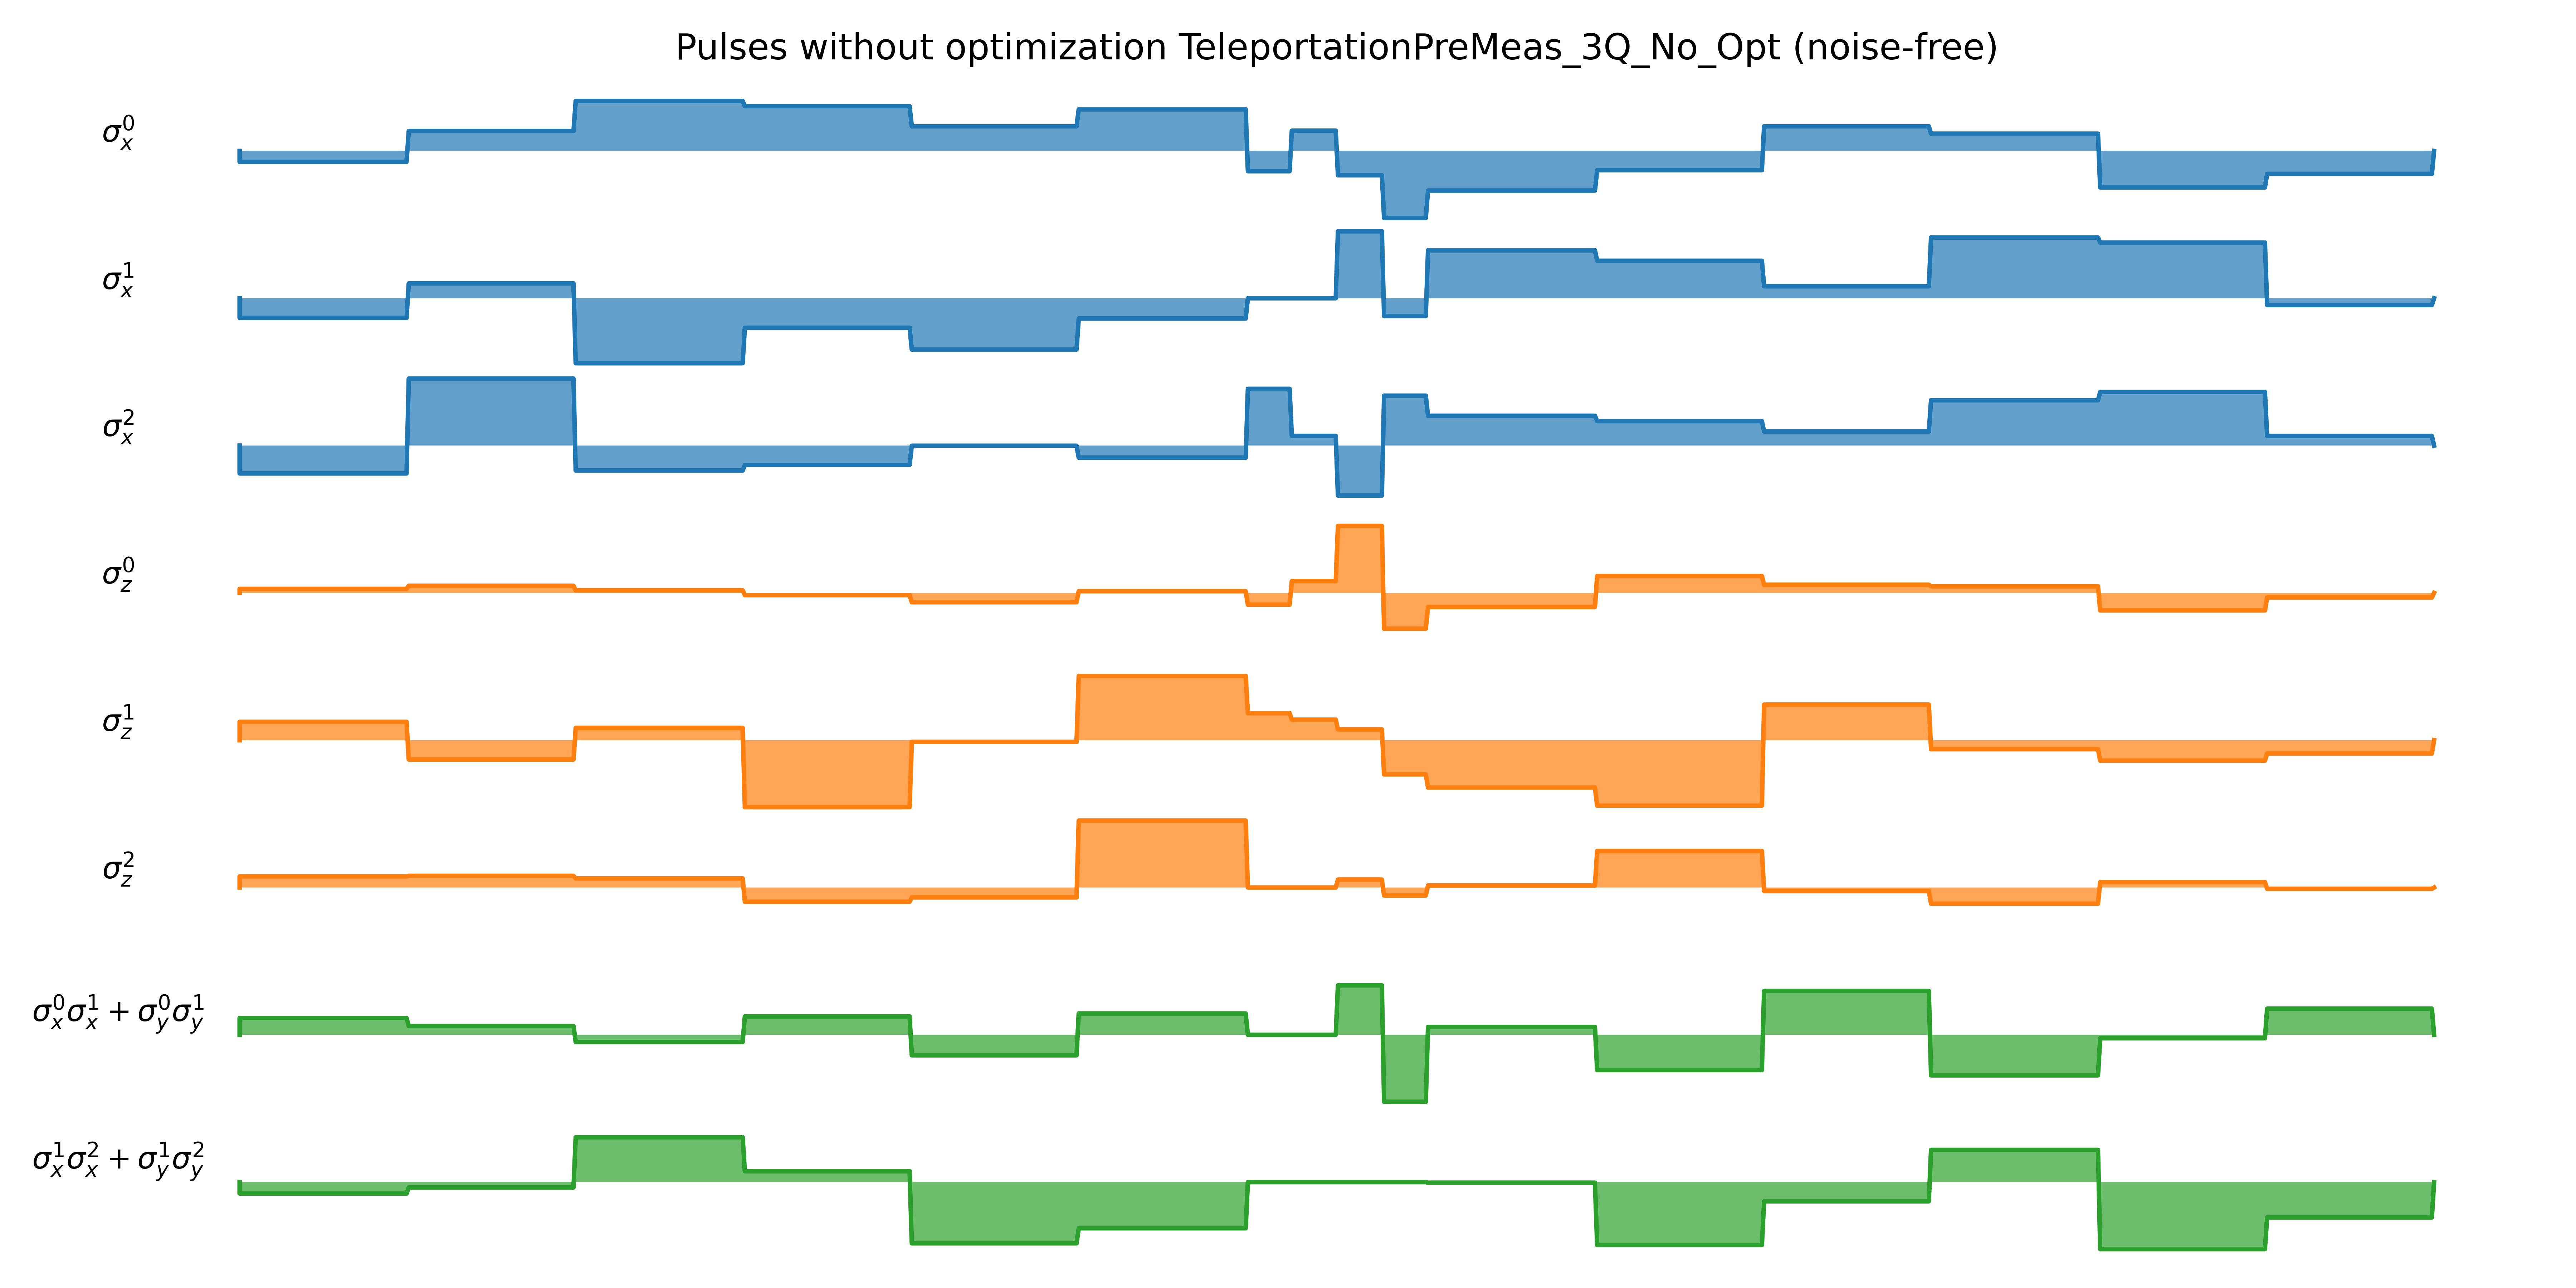 Pulses without optimization TeleportationPreMeas_3Q_No_Opt (noise-free)
σ_x^0
σ_x^1
σ_x^2
σ_z^0
σ_z^1
σ_z^2
σ_x^0σ_x^1 + σ_y^0σ_y^1
σ_x^1σ_x^2 + σ_y^1σ_y^2